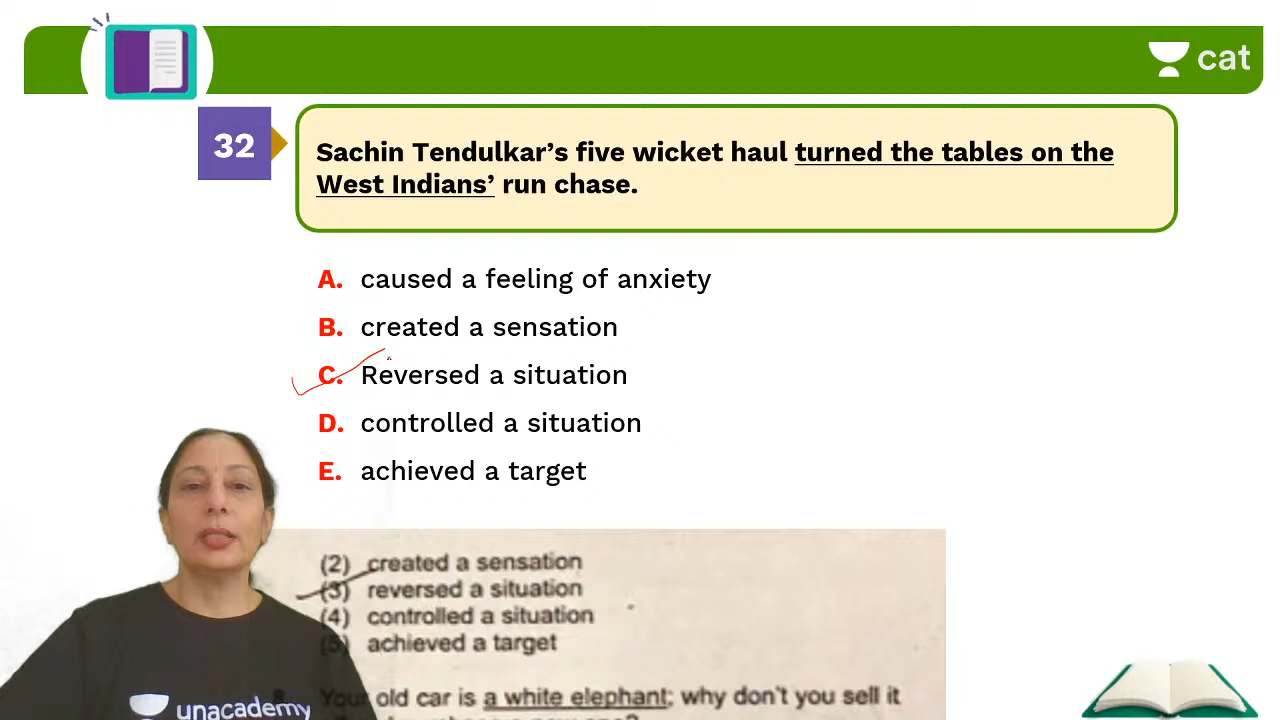 cat
32
Sachin Tendulkar’s five wicket haul turned the tables on the
West Indians’ run chase.
A. caused a feeling of anxiety
B. created a sensation
C. Reversed a situation
D. controlled a situation
E. achieved a target
(2) created a sensation
(3) reversed a situation
(4) controlled a situation
(5) achieved a target
Your old car is a white elephant; why don't you sell it
unacademy